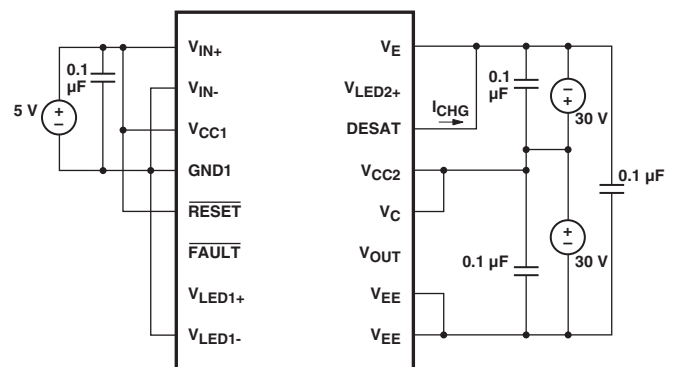 V_IN+
0.1
µF
V_IN-
5 V
+
−
V_CC1
GND1
RESET
FAULT
V_LED1+
V_LED1-
V_E
V_LED2+
I_CHG
DESAT
V_CC2
V_C
V_OUT
V_EE
V_EE
0.1
µF
−
+
30 V
0.1 µF
+
−
30 V
0.1 µF